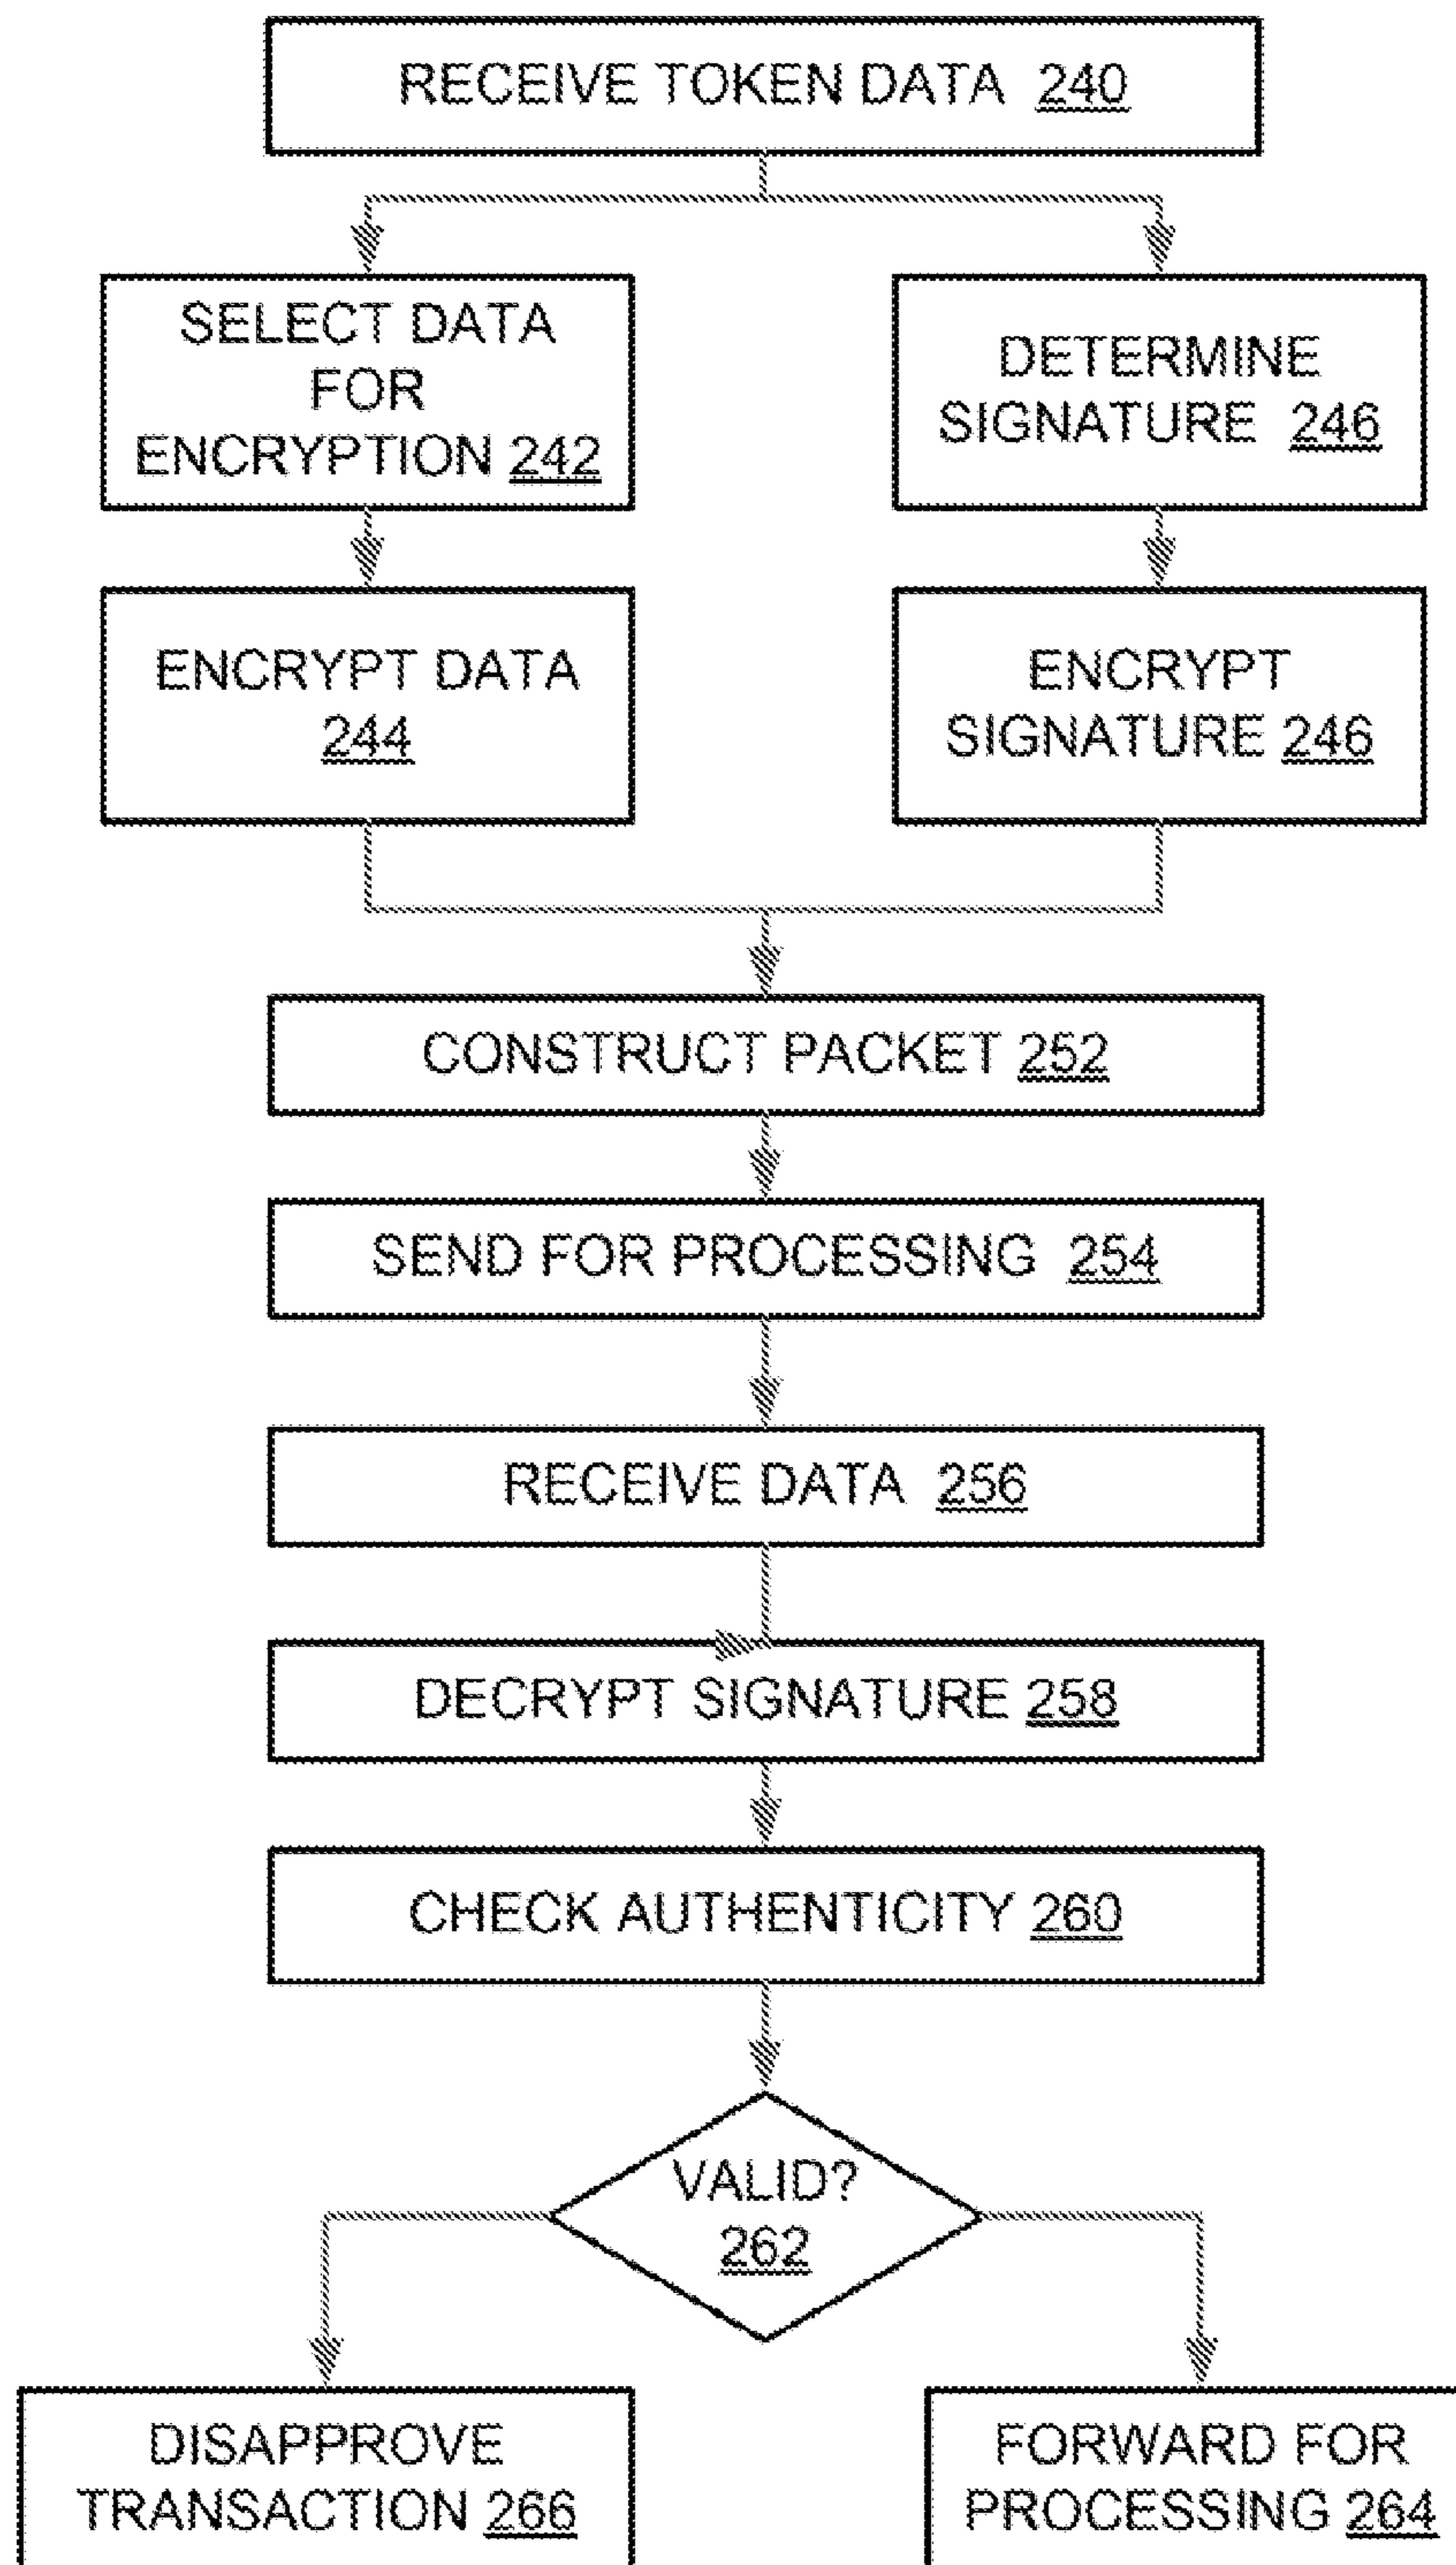 RECEIVE TOKEN DATA 240
SELECT DATA
FOR
ENCRYPTION 242
DETERMINE
SIGNATURE 246
ENCRYPT DATA
244
ENCRYPT
SIGNATURE 246
CONSTRUCT PACKET 252
SEND FOR PROCESSING 254
RECEIVE DATA 256
DECRYPT SIGNATURE 258
CHECK AUTHENTICITY 260
VALID?
262
DISAPPROVE
TRANSACTION 266
FORWARD FOR
PROCESSING 264